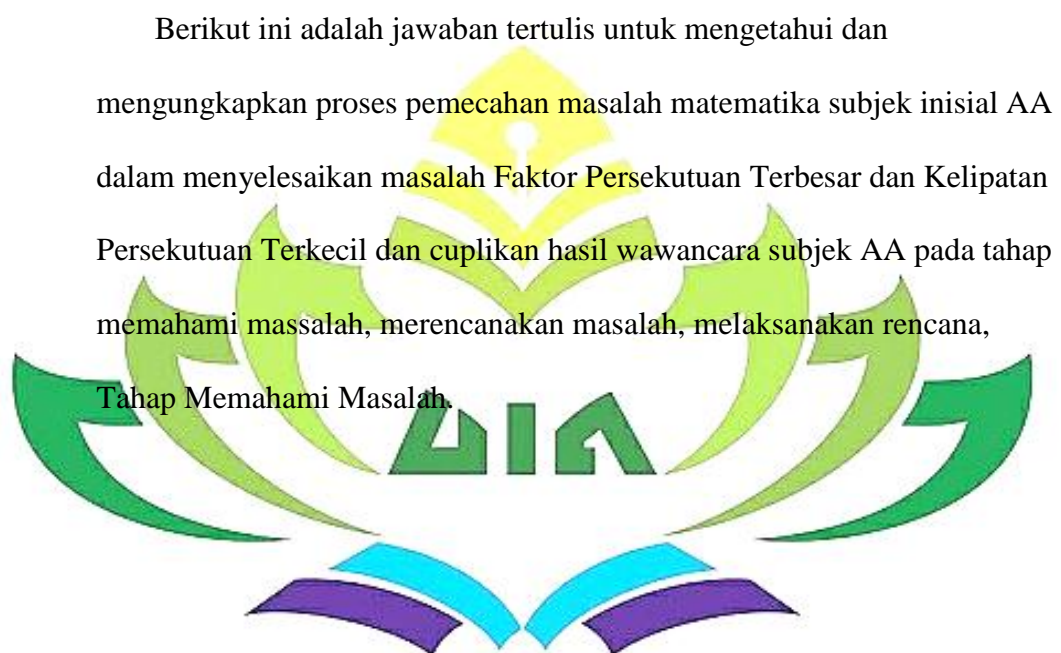 Berikut ini adalah jawaban tertulis untuk mengetahui dan
mengungkapkan proses pemecahan masalah matematika subjek inisial AA
dalam menyelesaikan masalah Faktor Persekutuan Terbesar dan Kelipatan
Persekutuan Terkecil dan cuplikan hasil wawancara subjek AA pada tahap
memahami massalah, merencanakan masalah, melaksanakan rencana,
Tahap Memahami Masalah.